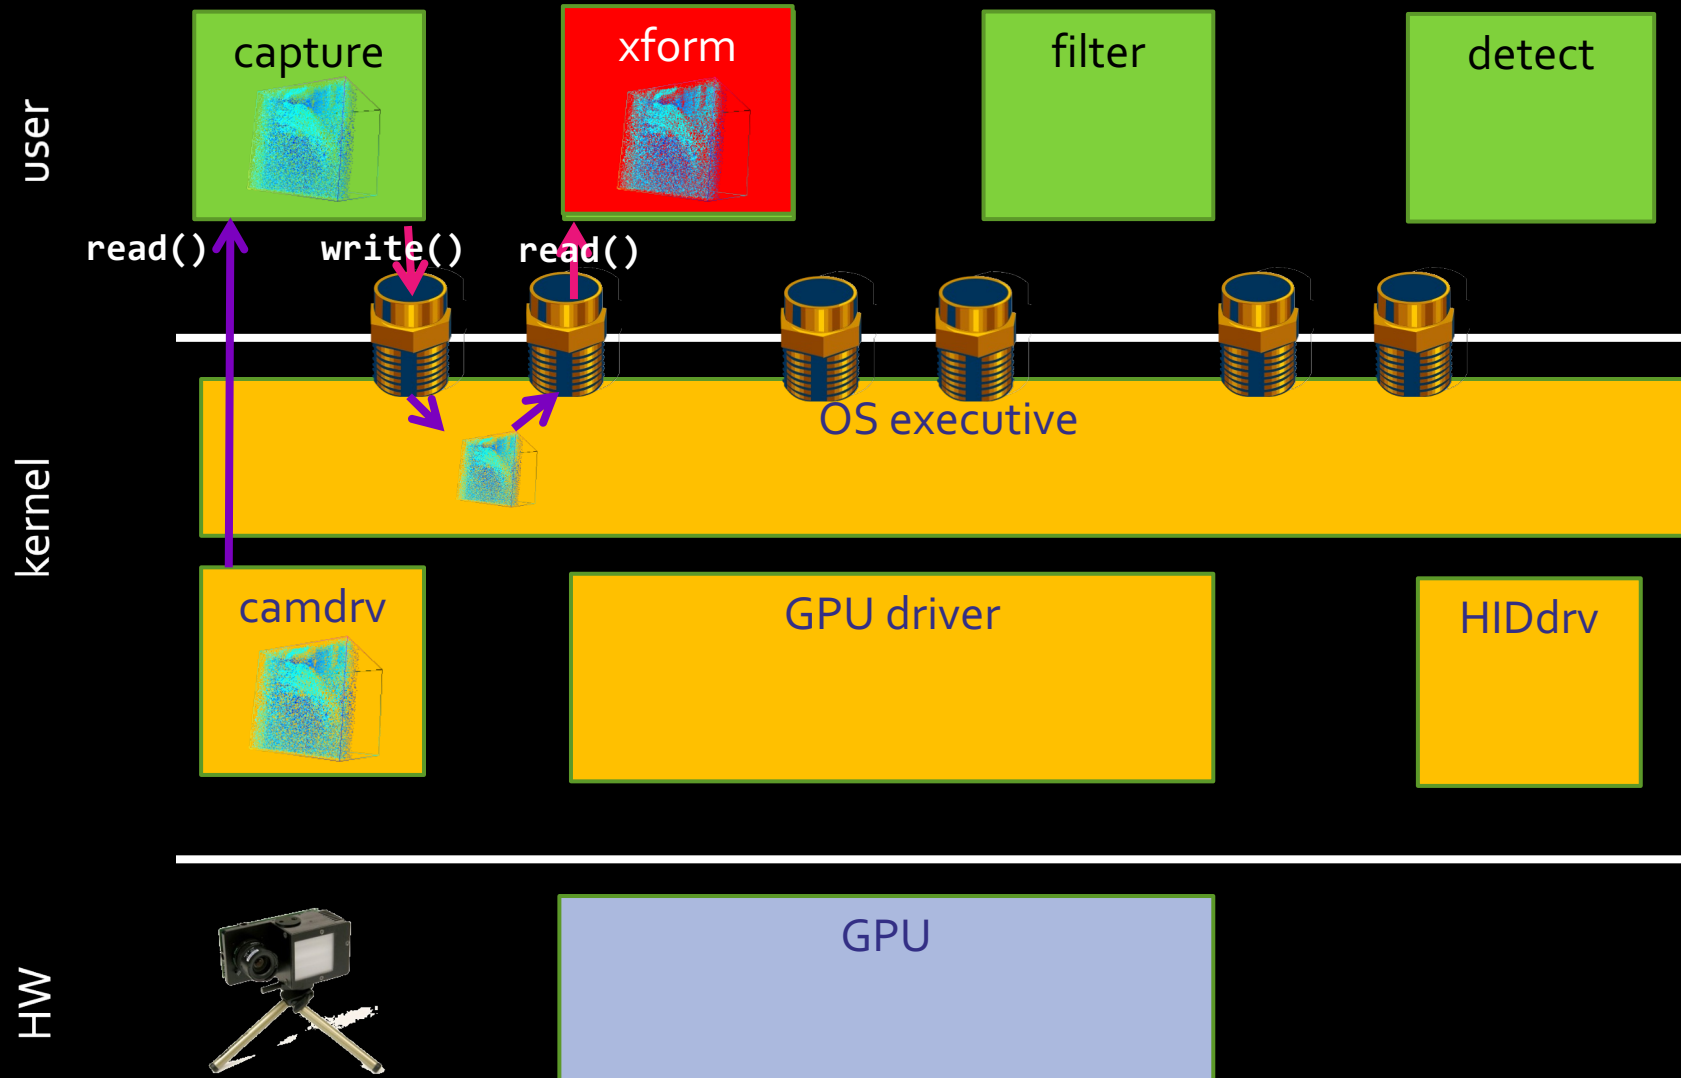 user
capture
xform
filter
detect
read()
write()
read()
kernel
OS executive
camdrv
GPU driver
HIDdrv
HW
GPU